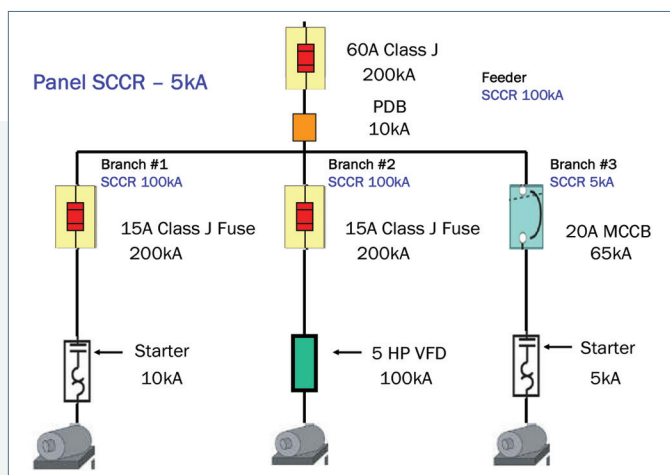 60A Class J
200kA
Panel SCCR – 5kA
Feeder
SCCR 100kA
PDB
10kA
Branch #1
SCCR 100kA
Branch #2
SCCR 100kA
Branch #3
SCCR 5kA
15A Class J Fuse
200kA
15A Class J Fuse
200kA
20A MCCB
65kA
Starter
10kA
5 HP VFD
100kA
Starter
5kA